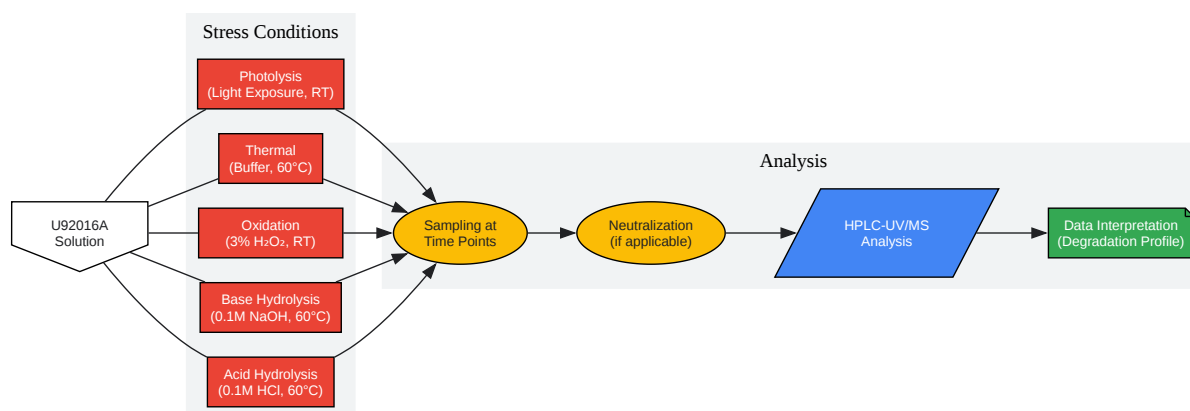 Stress Conditions
Photolysis
(Light Exposure, RT)
Thermal
(Buffer, 60°C)
Oxidation
(3% H₂O₂, RT)
Base Hydrolysis
(0.1M NaOH, 60°C)
Acid Hydrolysis
(0.1M HCl, 60°C)
U92016A
Solution
Analysis
Sampling at
Time Points
Neutralization
(if applicable)
HPLC-UV/MS
Analysis
Data Interpretation
(Degradation Profile)